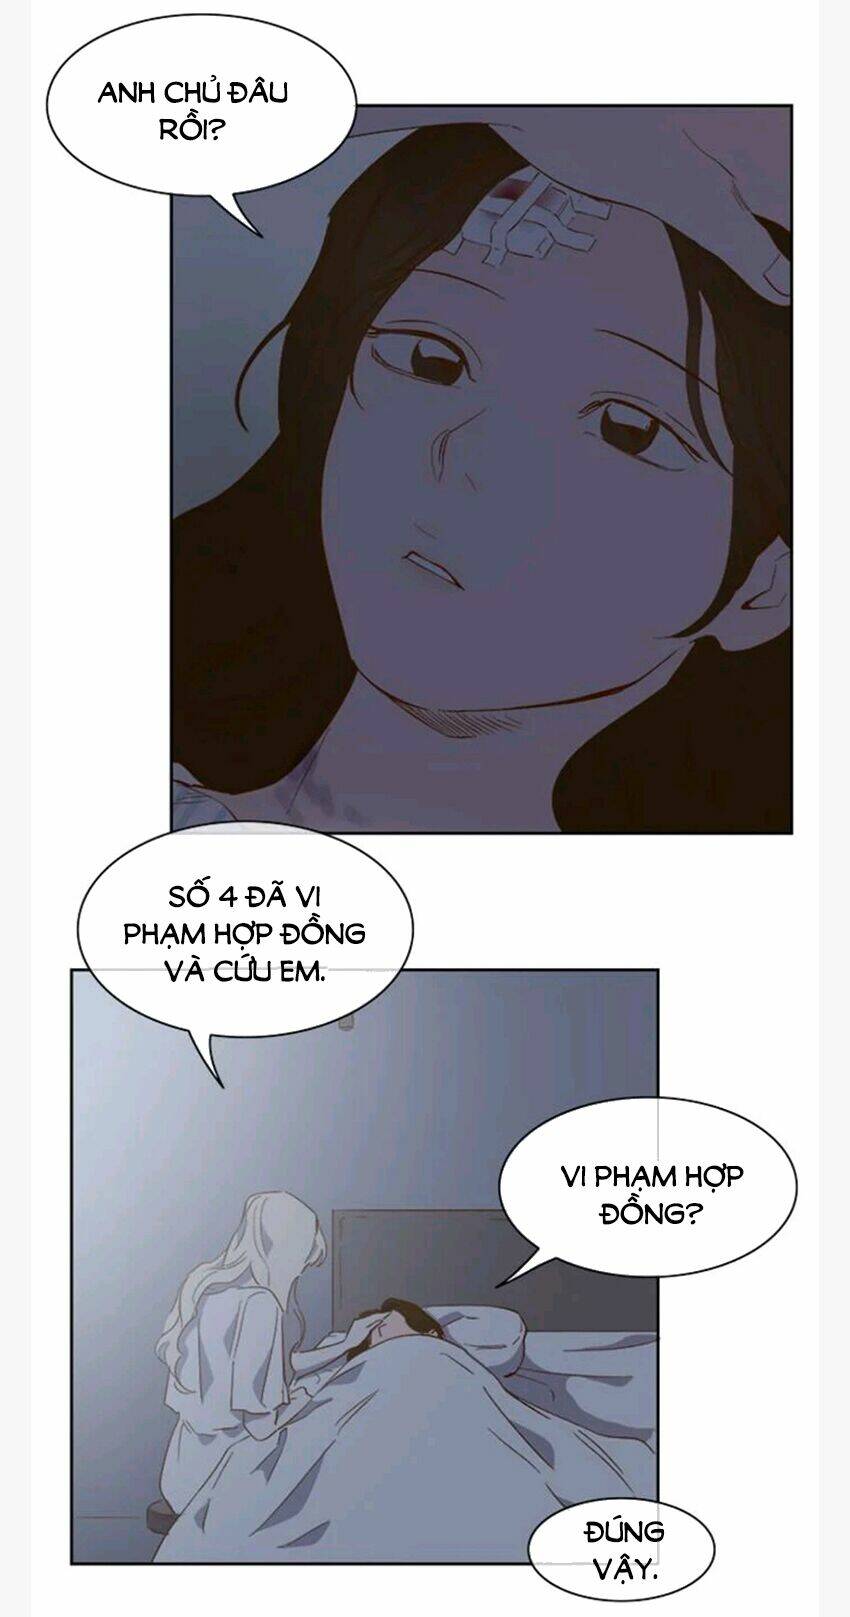 ANH CHỦ ĐÂU
RỒI?
SỐ 4 ĐÃ VI
PHẠM HỢP ĐỒNG
VÀ CỨU EM.
VI PHẠM HỢP
ĐỒNG?
ĐÚNG
VẬY.